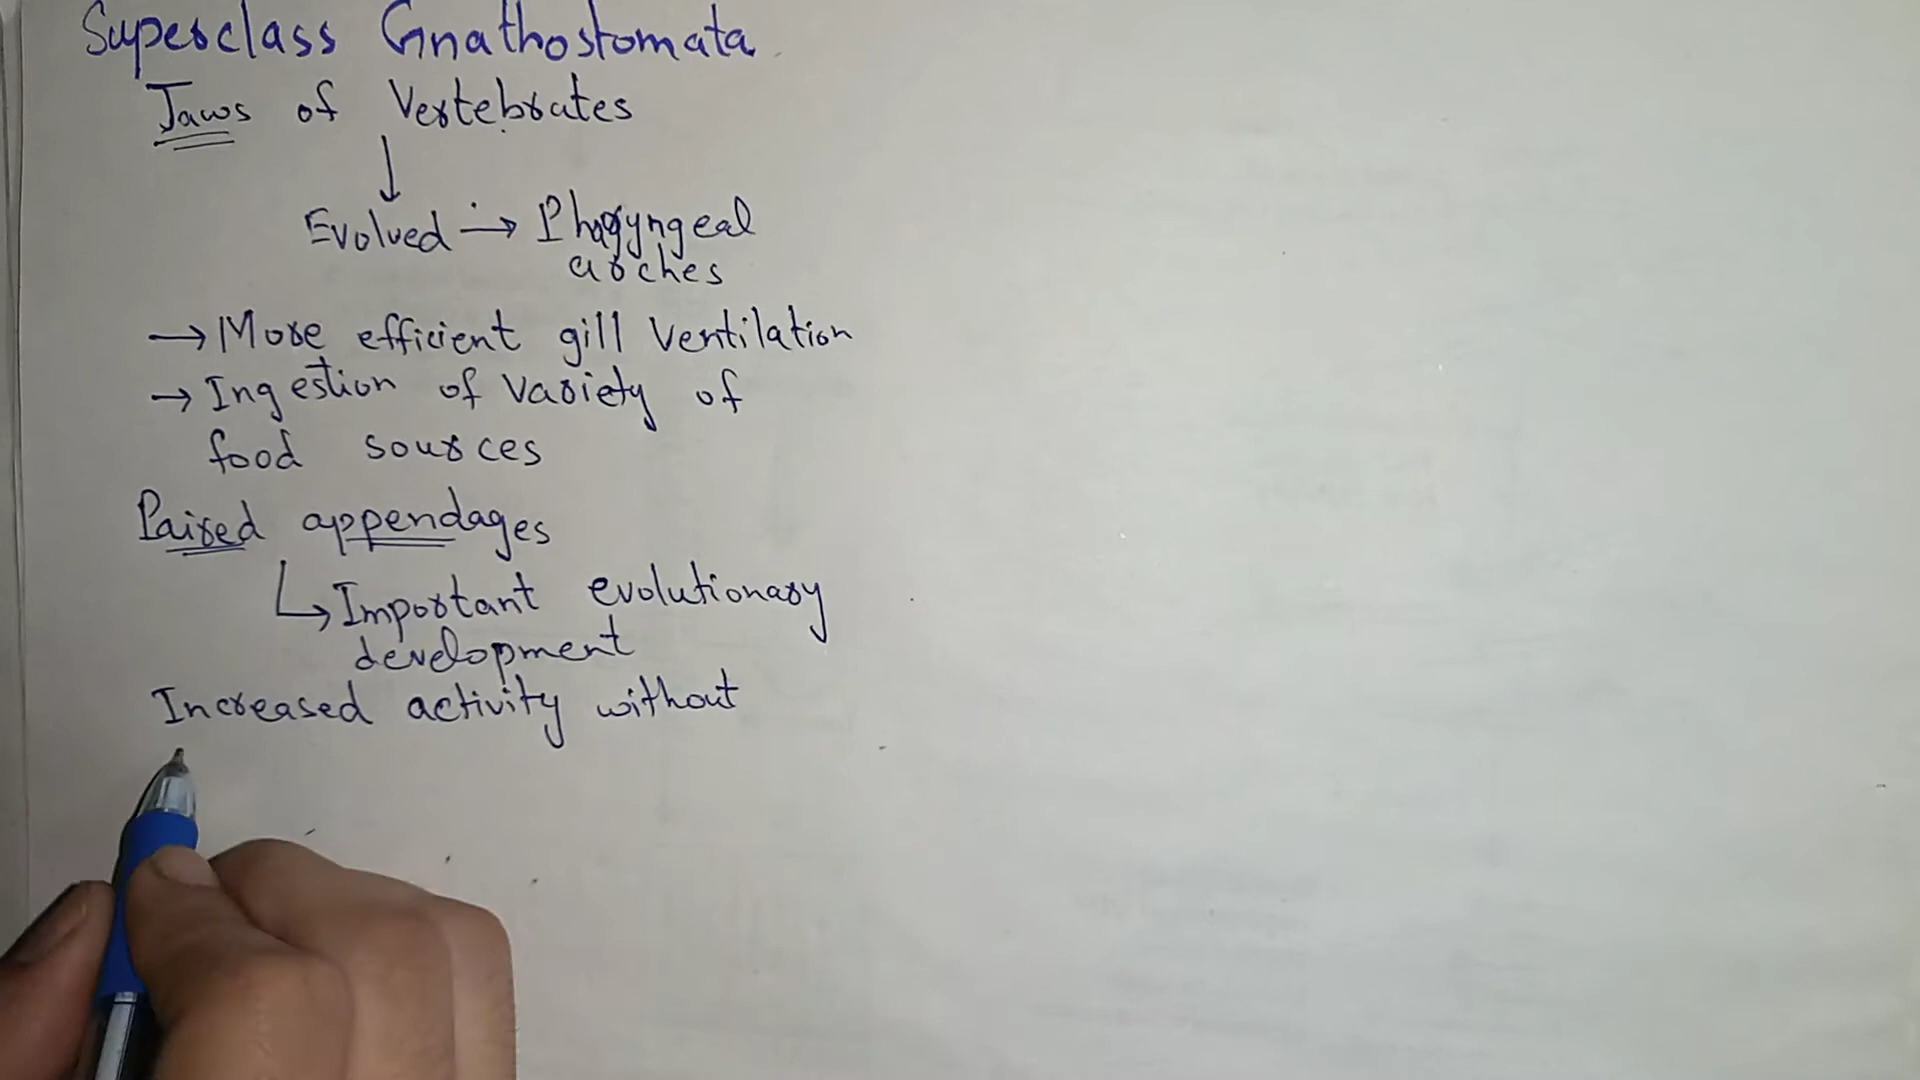 Superclass Gnathostomata
Jaws of Vertebrates
↓
Evolved → Pharyngeal
arches
→ More efficient gill Ventilation
→ Ingestion of Variety of
food sources
Paired appendages
↳ Important evolutionary
development
Increased activity without